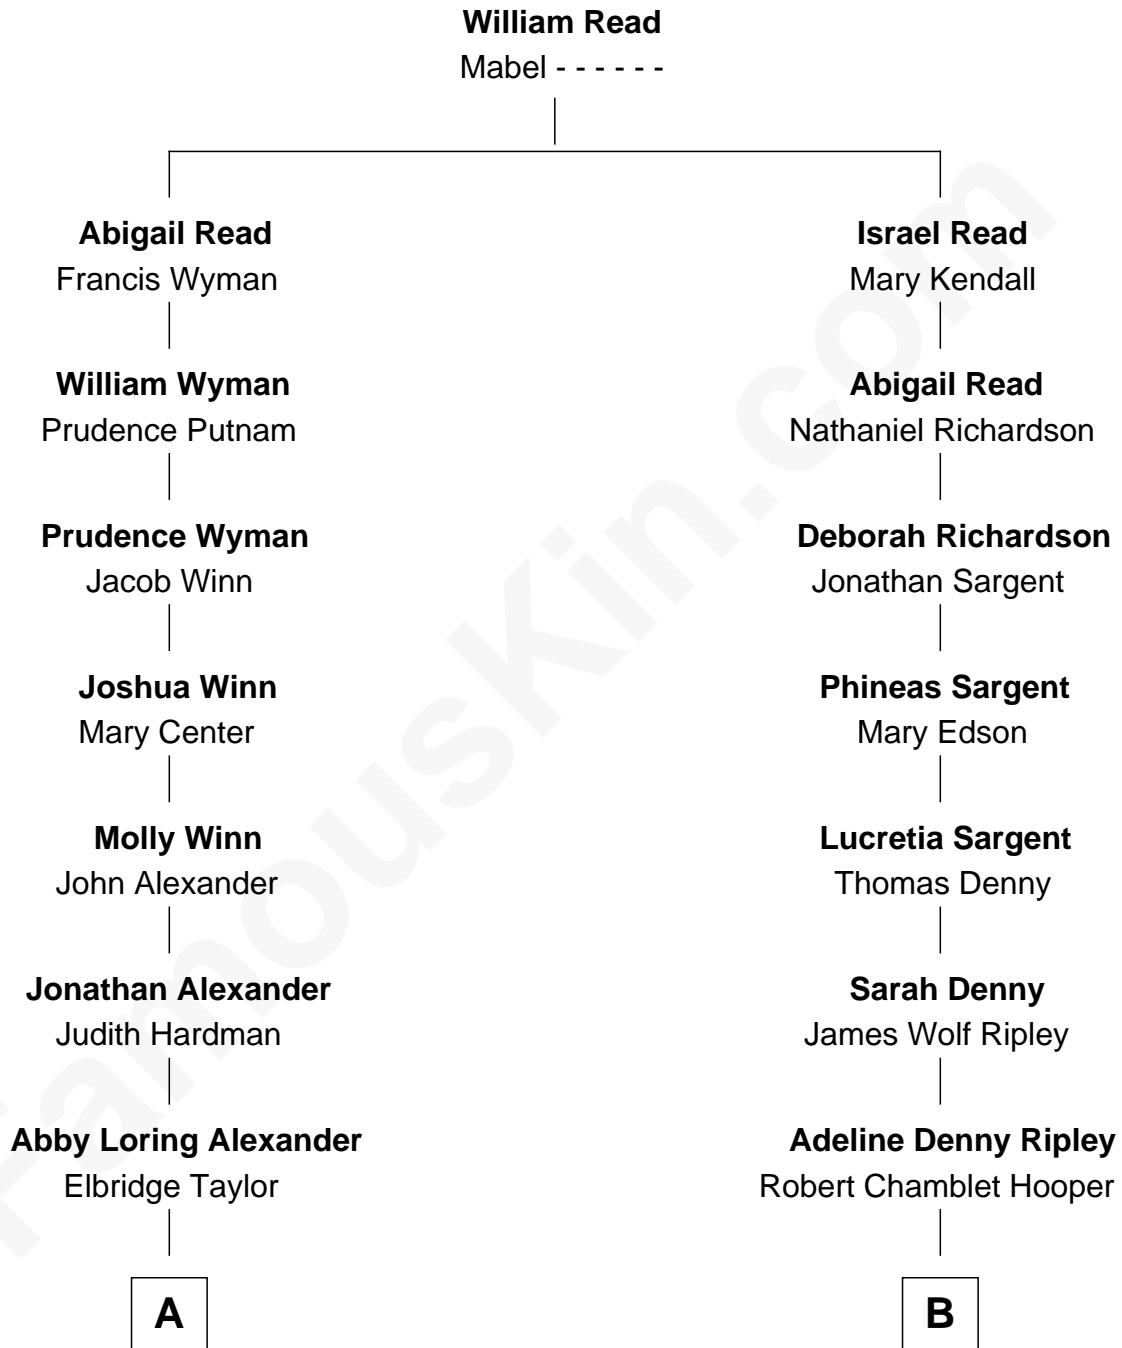 William Read
Mabel - - - - - -
Abigail Read
Francis Wyman
William Wyman
Prudence Putnam
Prudence Wyman
Jacob Winn
Joshua Winn
Mary Center
Molly Winn
John Alexander
Jonathan Alexander
Judith Hardman
Abby Loring Alexander
Elbridge Taylor
A
Israel Read
Mary Kendall
Abigail Read
Nathaniel Richardson
Deborah Richardson
Jonathan Sargent
Phineas Sargent
Mary Edson
Lucretia Sargent
Thomas Denny
Sarah Denny
James Wolf Ripley
Adeline Denny Ripley
Robert Chamblet Hooper
B
FamousKin.com